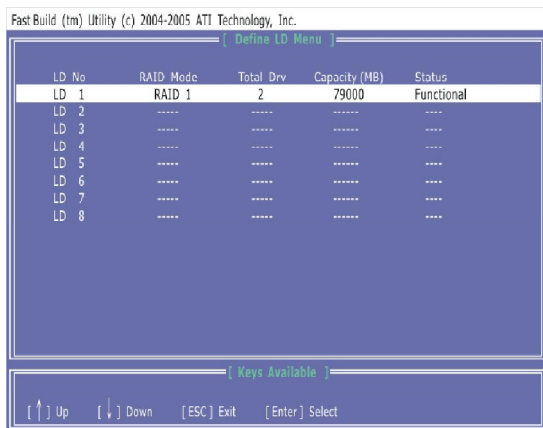 Fast Build (tm) Utility (c) 2004-2005 ATI Technology, Inc.
[ Define LD Menu ]
LD No RAID Mode Total Drv Capacity (MB) Status
LD 1 RAID 1 2 79000 Functional
LD 2 ----- ----- ------ ----
LD 3 ----- ----- ------ ----
LD 4 ----- ----- ------ ----
LD 5 ----- ----- ------ ----
LD 6 ----- ----- ------ ----
LD 7 ----- ----- ------ ----
LD 8 ----- ----- ------ ----
[ Keys Available ]
[↑] Up [↓] Down [ESC] Exit [Enter] Select